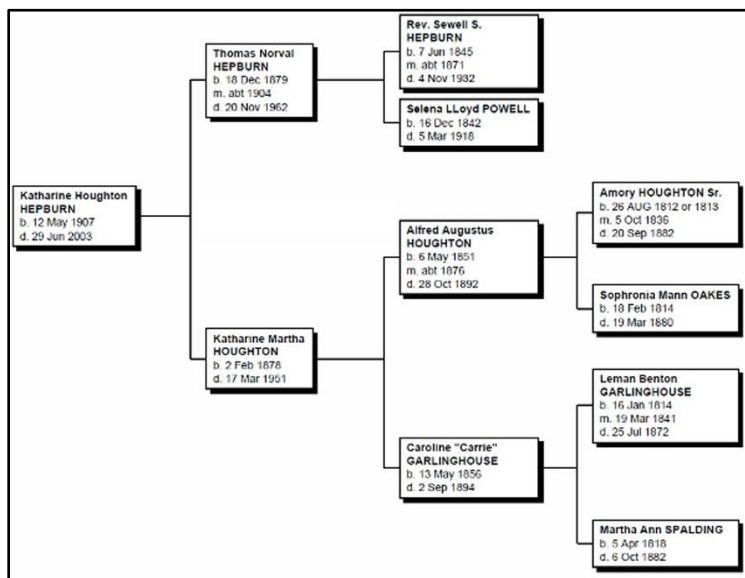 Thomas Norval
HEPBURN
b. 18 Dec 1879
m. abt 1904
d. 20 Nov 1962
Rev. Sewell S.
HEPBURN
b. 7 Jun 1845
m. abt 1871
d. 4 Nov 1932
Selena LLoyd POWELL
b. 16 Dec 1842
d. 5 Mar 1918
Katharine Houghton
HEPBURN
b. 12 May 1907
d. 29 Jun 2003
Alfred Augustus
HOUGHTON
b. 6 May 1851
m. abt 1876
d. 28 Oct 1892
Amory HOUGHTON Sr.
b. 26 AUG 1812 or 1813
m. 5 Oct 1836
d. 20 Sep 1882
Sophronia Mann OAKES
b. 18 Feb 1814
d. 19 Mar 1880
Katharine Martha
HOUGHTON
b. 2 Feb 1878
d. 17 Mar 1951
Caroline "Carrie"
GARLINGHOUSE
b. 13 May 1856
d. 2 Sep 1894
Leman Benton
GARLINGHOUSE
b. 16 Jan 1814
m. 19 Mar 1841
d. 25 Jul 1872
Martha Ann SPALDING
b. 5 Apr 1818
d. 6 Oct 1882